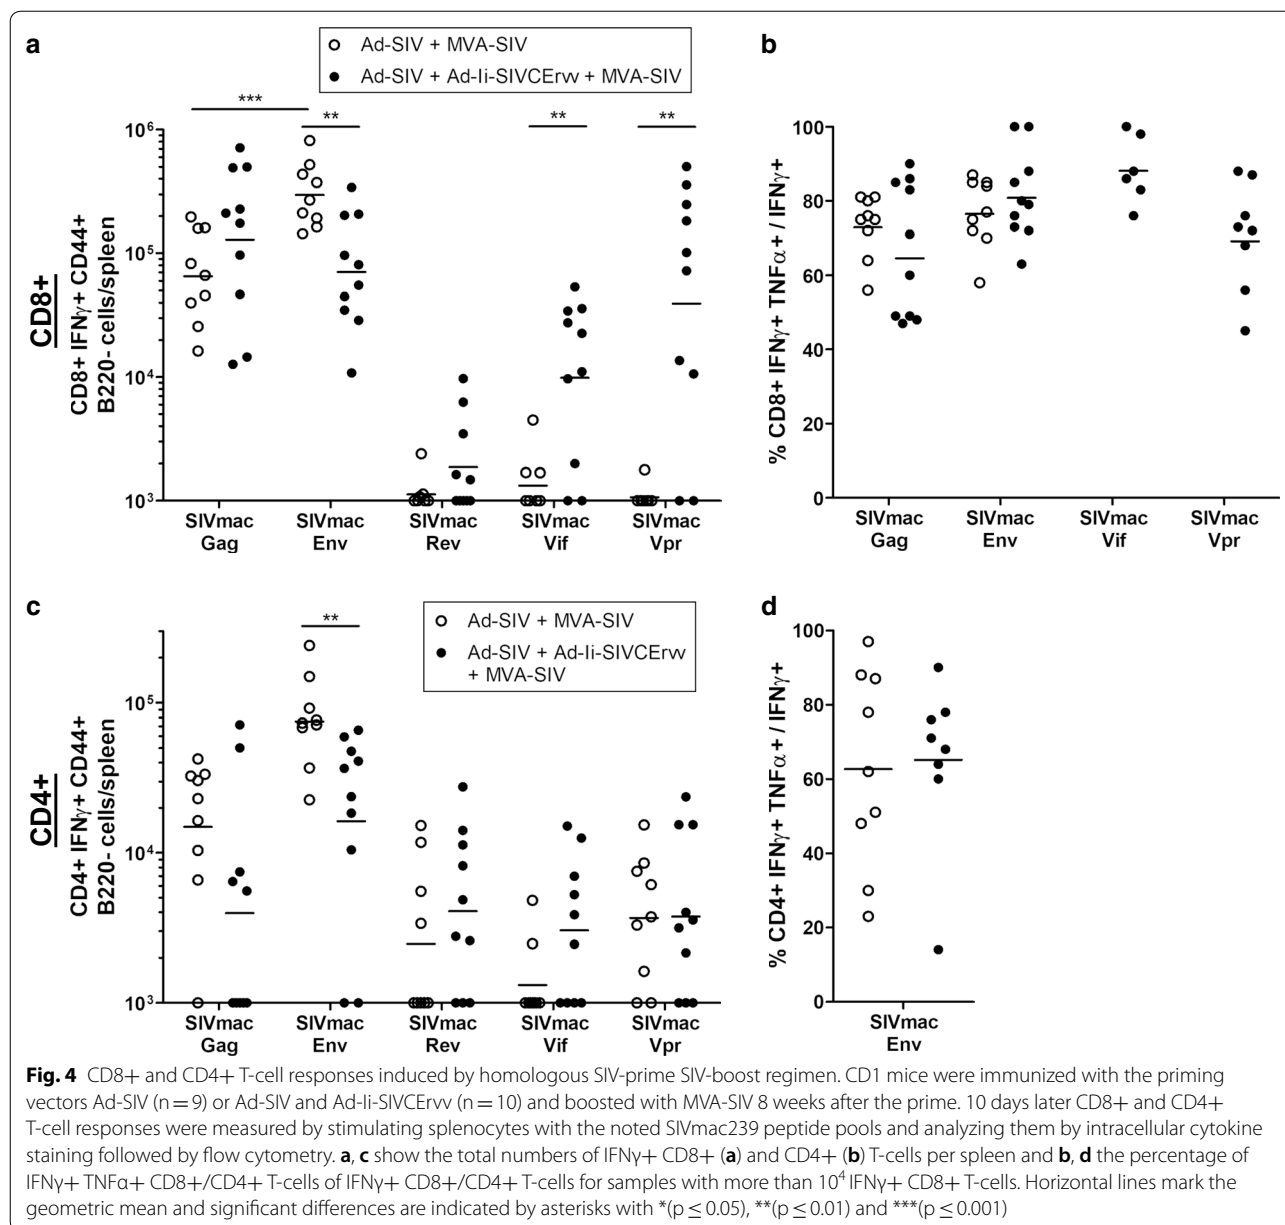 a
Ad-SIV + MVA-SIV
Ad-SIV + Ad-Ii-SIVCErvv + MVA-SIV
CD8+
CD8+ IFNγ+ CD44+
B220- cells/spleen
10⁶
10⁵
10⁴
10³
***
**
**
**
SIVmac Gag
SIVmac Env
SIVmac Rev
SIVmac Vif
SIVmac Vpr
b
% CD8+ IFNγ+ TNFα+ / IFNγ+
100
80
60
40
20
0
SIVmac Gag
SIVmac Env
SIVmac Vif
SIVmac Vpr
c
Ad-SIV + MVA-SIV
Ad-SIV + Ad-Ii-SIVCErvv
+ MVA-SIV
CD4+
CD4+ IFNγ+ CD44+
B220- cells/spleen
10⁵
10⁴
10³
**
SIVmac Gag
SIVmac Env
SIVmac Rev
SIVmac Vif
SIVmac Vpr
d
% CD4+ IFNγ+ TNFα+ / IFNγ+
100
80
60
40
20
0
SIVmac Env
Fig. 4 CD8+ and CD4+ T-cell responses induced by homologous SIV-prime SIV-boost regimen. CD1 mice were immunized with the priming
vectors Ad-SIV (n = 9) or Ad-SIV and Ad-Ii-SIVCErvv (n = 10) and boosted with MVA-SIV 8 weeks after the prime. 10 days later CD8+ and CD4+
T-cell responses were measured by stimulating splenocytes with the noted SIVmac239 peptide pools and analyzing them by intracellular cytokine
staining followed by flow cytometry. a, c show the total numbers of IFNγ+ CD8+ (a) and CD4+ (b) T-cells per spleen and b, d the percentage of
IFNγ+ TNFα+ CD8+/CD4+ T-cells of IFNγ+ CD8+/CD4+ T-cells for samples with more than 10⁴ IFNγ+ CD8+ T-cells. Horizontal lines mark the
geometric mean and significant differences are indicated by asterisks with *(p ≤ 0.05), **(p ≤ 0.01) and ***(p ≤ 0.001)